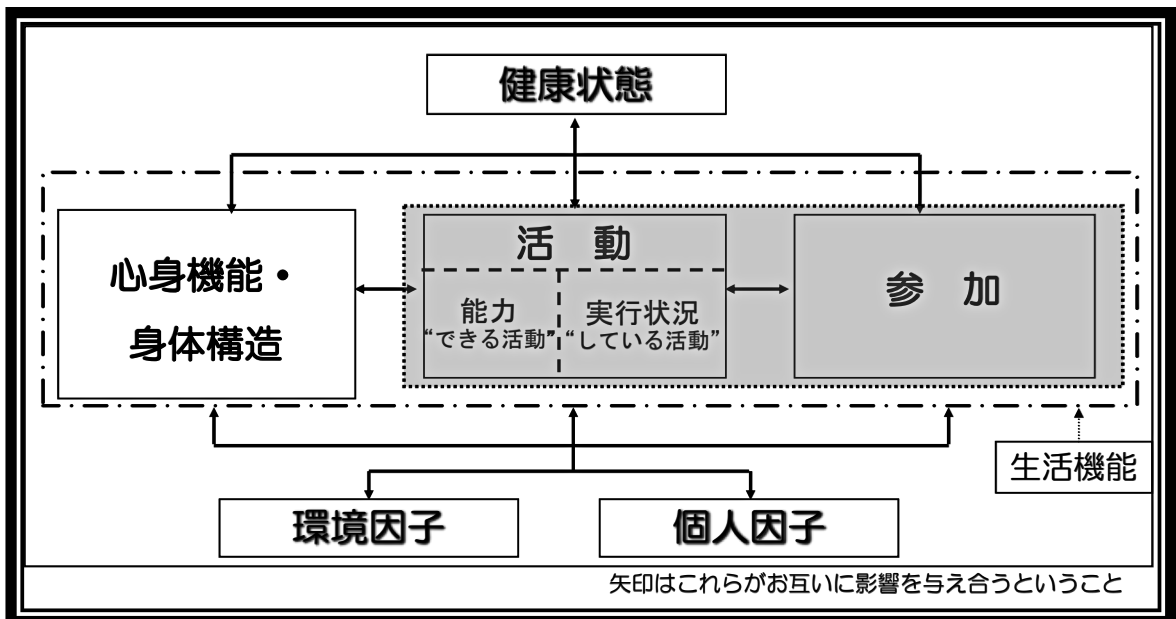 健康状態
心身機能・
身体構造
活 動
能力
“できる活動”
実行状況
“している活動”
参 加
生活機能
環境因子
個人因子
矢印はこれらがお互いに影響を与え合うということ